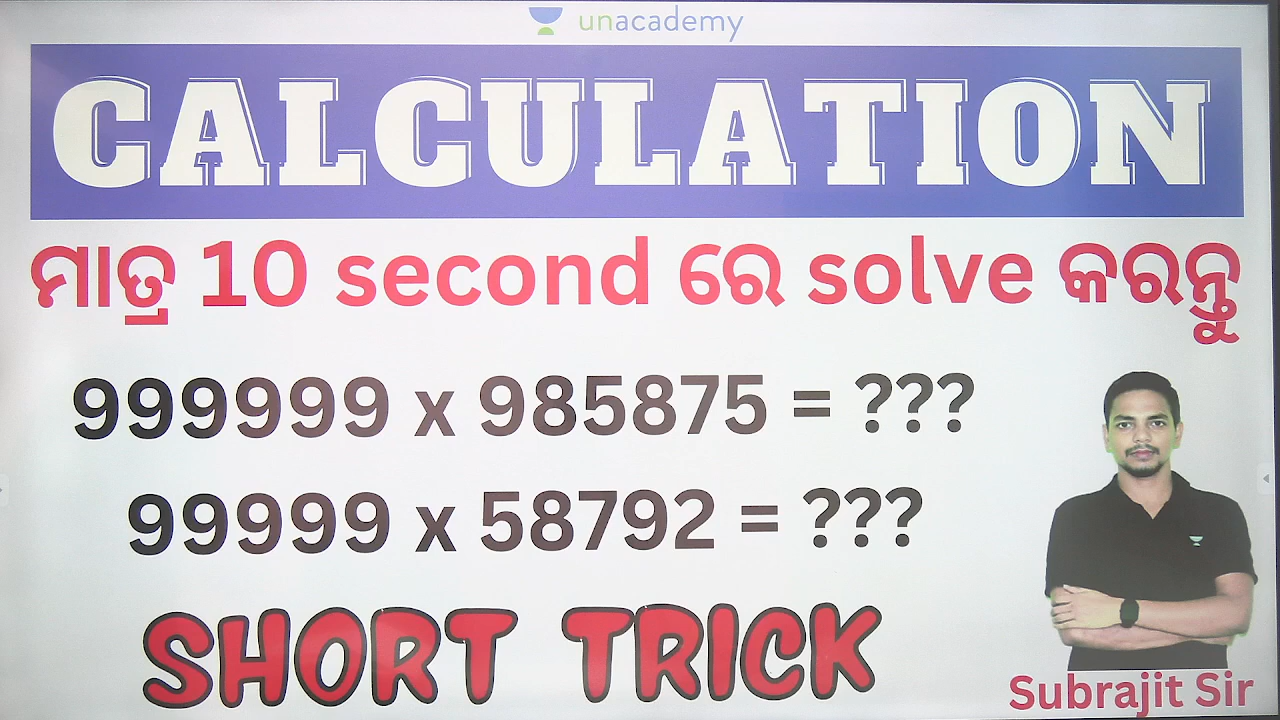 unacademy
CALCULATION
ମାତ୍ର 10 second ରେ solve କରନ୍ତୁ
999999 x 985875 = ???
99999 x 58792 = ???
SHORT TRICK
Subrajit Sir